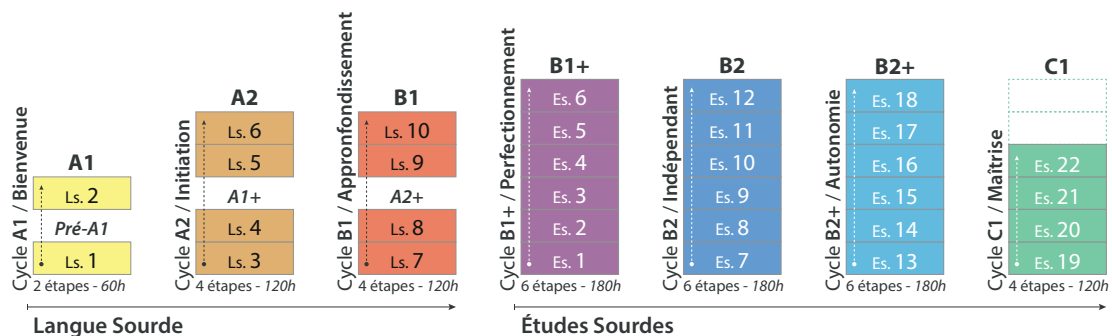 Cycle A1 / Bienvenue
A1
Ls. 2
Pré-A1
Ls. 1
2 étapes - 60h
Cycle A2 / Initiation
A2
Ls. 6
Ls. 5
A1+
Ls. 4
Ls. 3
4 étapes - 120h
Cycle B1 / Appronfondissement
B1
Ls. 10
Ls. 9
A2+
Ls. 8
Ls. 7
4 étapes - 120h
Langue Sourde
Cycle B1+ / Perfectionnement
B1+
Es. 6
Es. 5
Es. 4
Es. 3
Es. 2
Es. 1
6 étapes - 180h
Cycle B2 / Indépendant
B2
Es. 12
Es. 11
Es. 10
Es. 9
Es. 8
Es. 7
6 étapes - 180h
Cycle B2+ / Autonomie
B2+
Es. 18
Es. 17
Es. 16
Es. 15
Es. 14
Es. 13
6 étapes - 180h
Cycle C1 / Maîtrise
C1
Es. 22
Es. 21
Es. 20
Es. 19
4 étapes - 120h
Études Sourdes